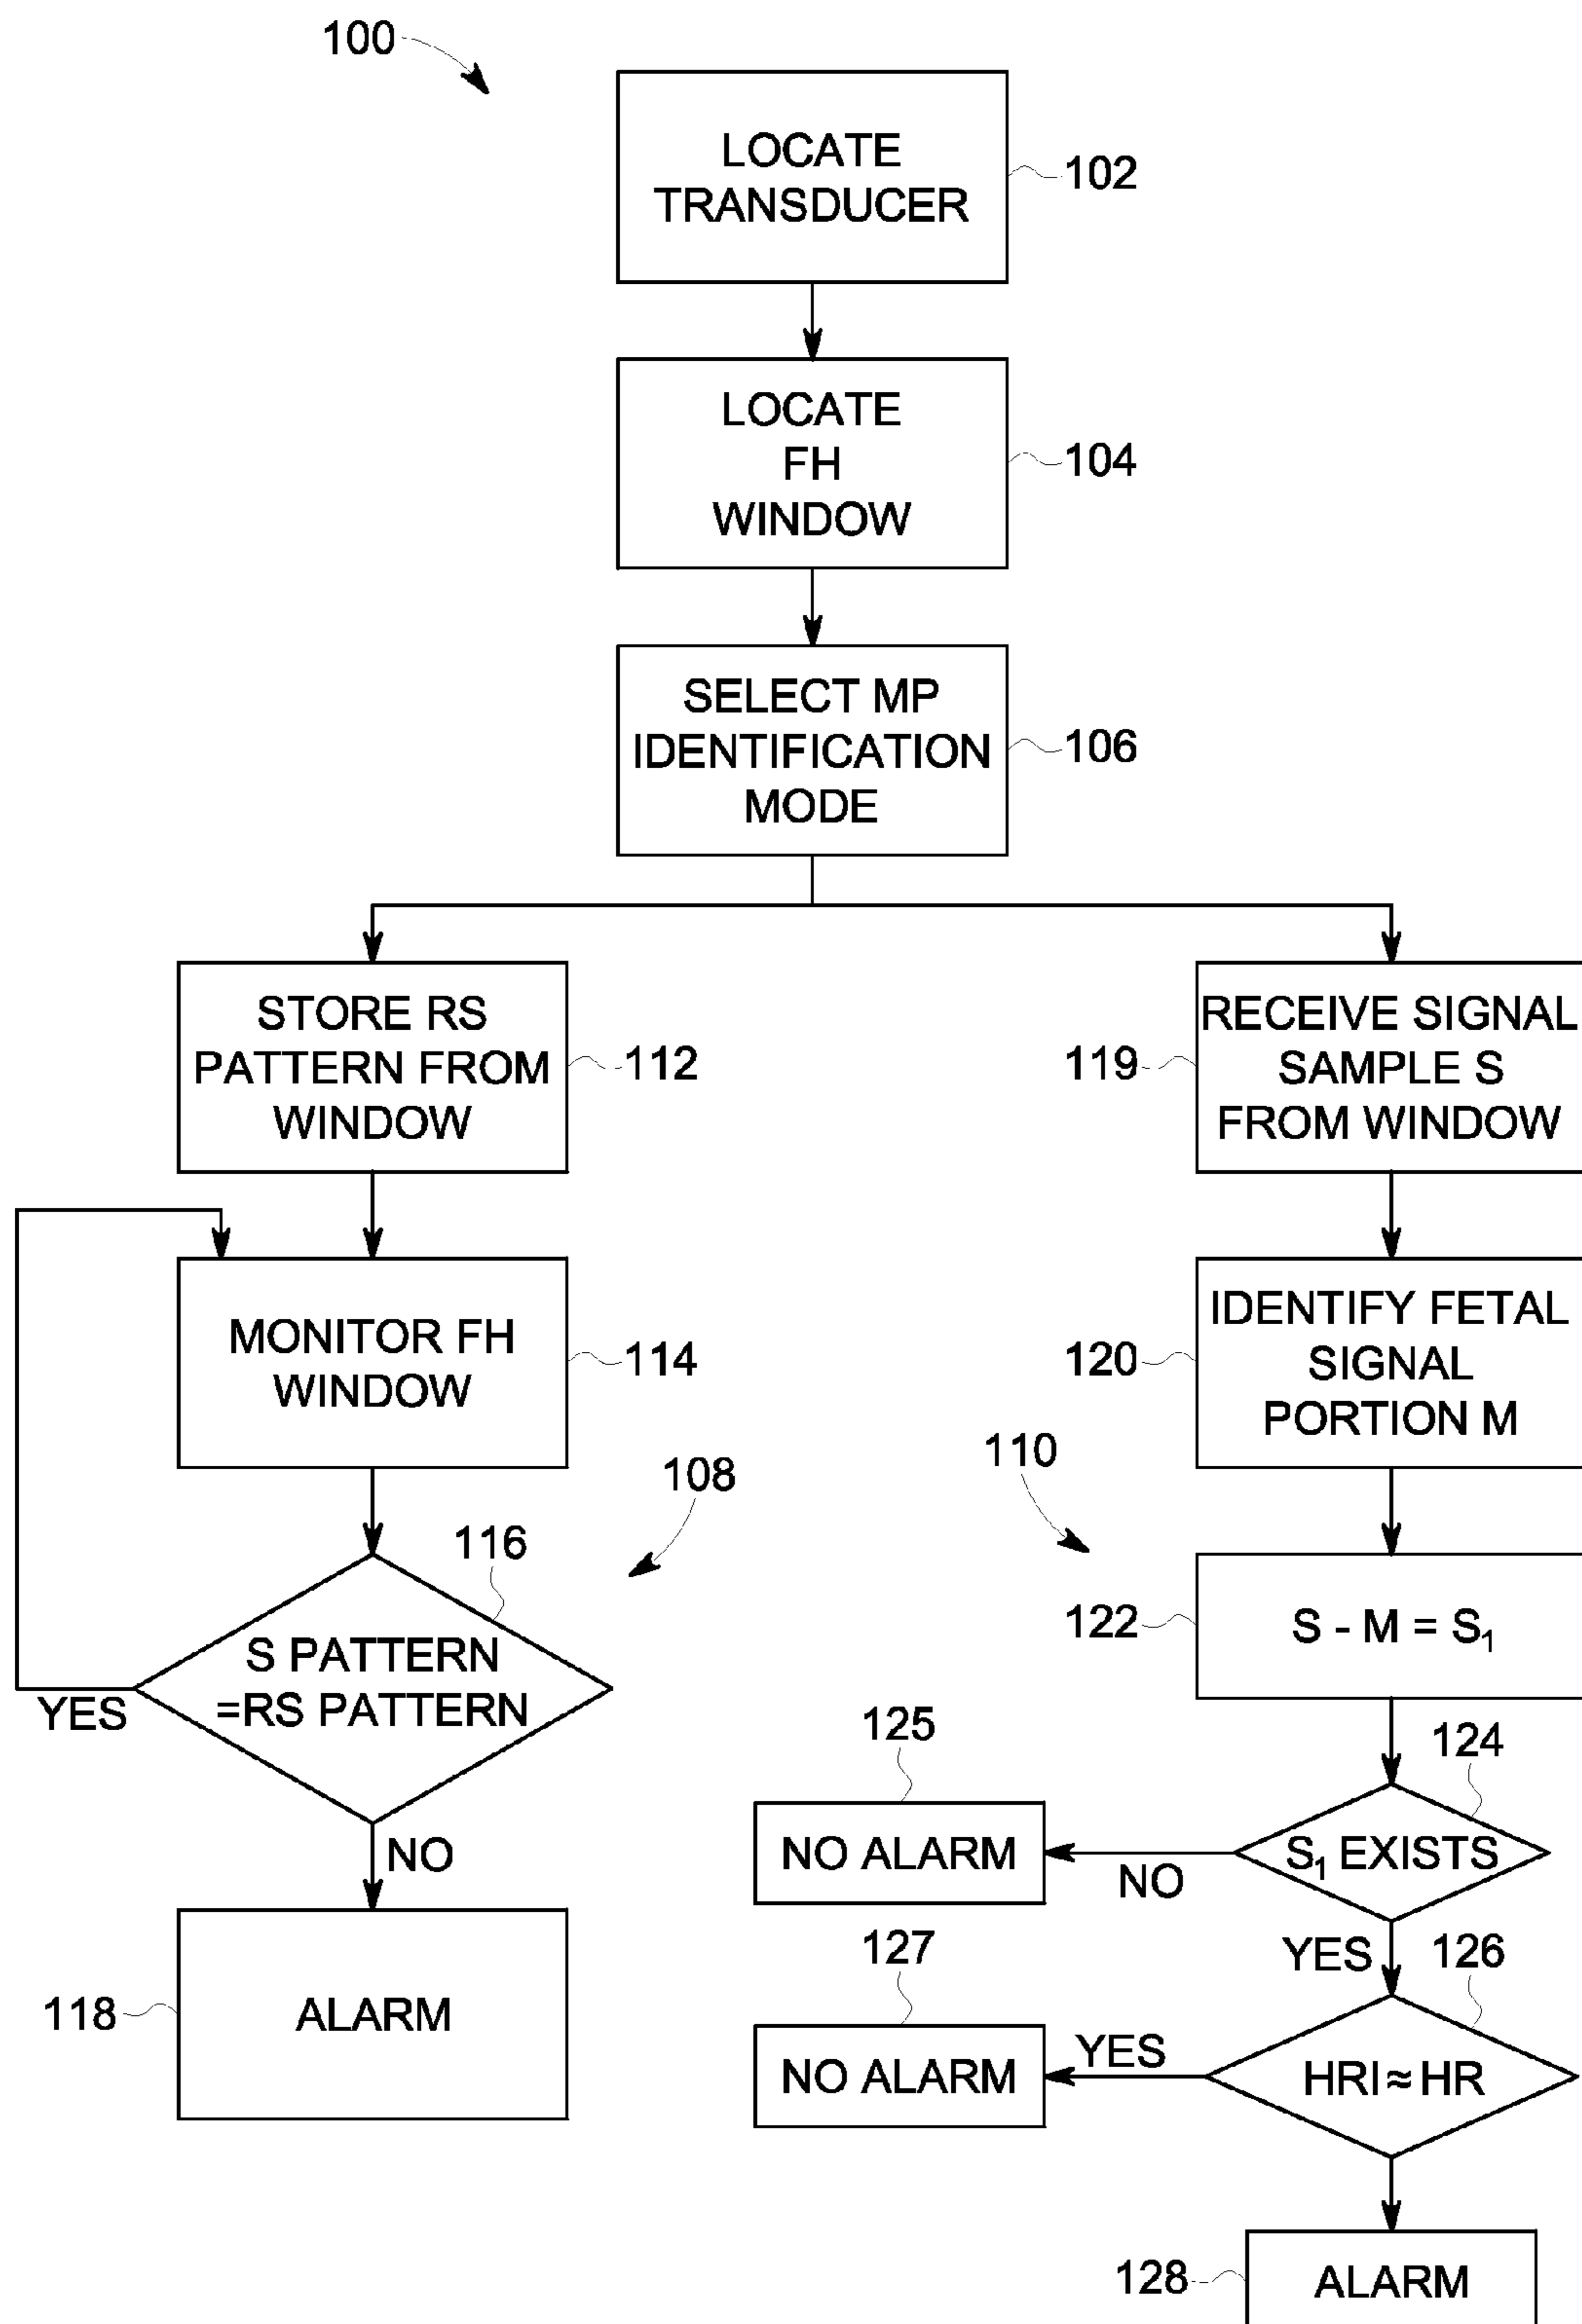 100
LOCATE
TRANSDUCER
102
LOCATE
FH
WINDOW
104
SELECT MP
IDENTIFICATION
MODE
106
STORE RS
PATTERN FROM
WINDOW
112
MONITOR FH
WINDOW
114
108
116
S PATTERN
=RS PATTERN
YES
NO
ALARM
118
RECEIVE SIGNAL
SAMPLE S
FROM WINDOW
119
IDENTIFY FETAL
SIGNAL
PORTION M
120
110
S - M = S₁
122
124
S₁ EXISTS
NO
125
NO ALARM
YES
126
HRI ≈ HR
YES
127
NO ALARM
ALARM
128